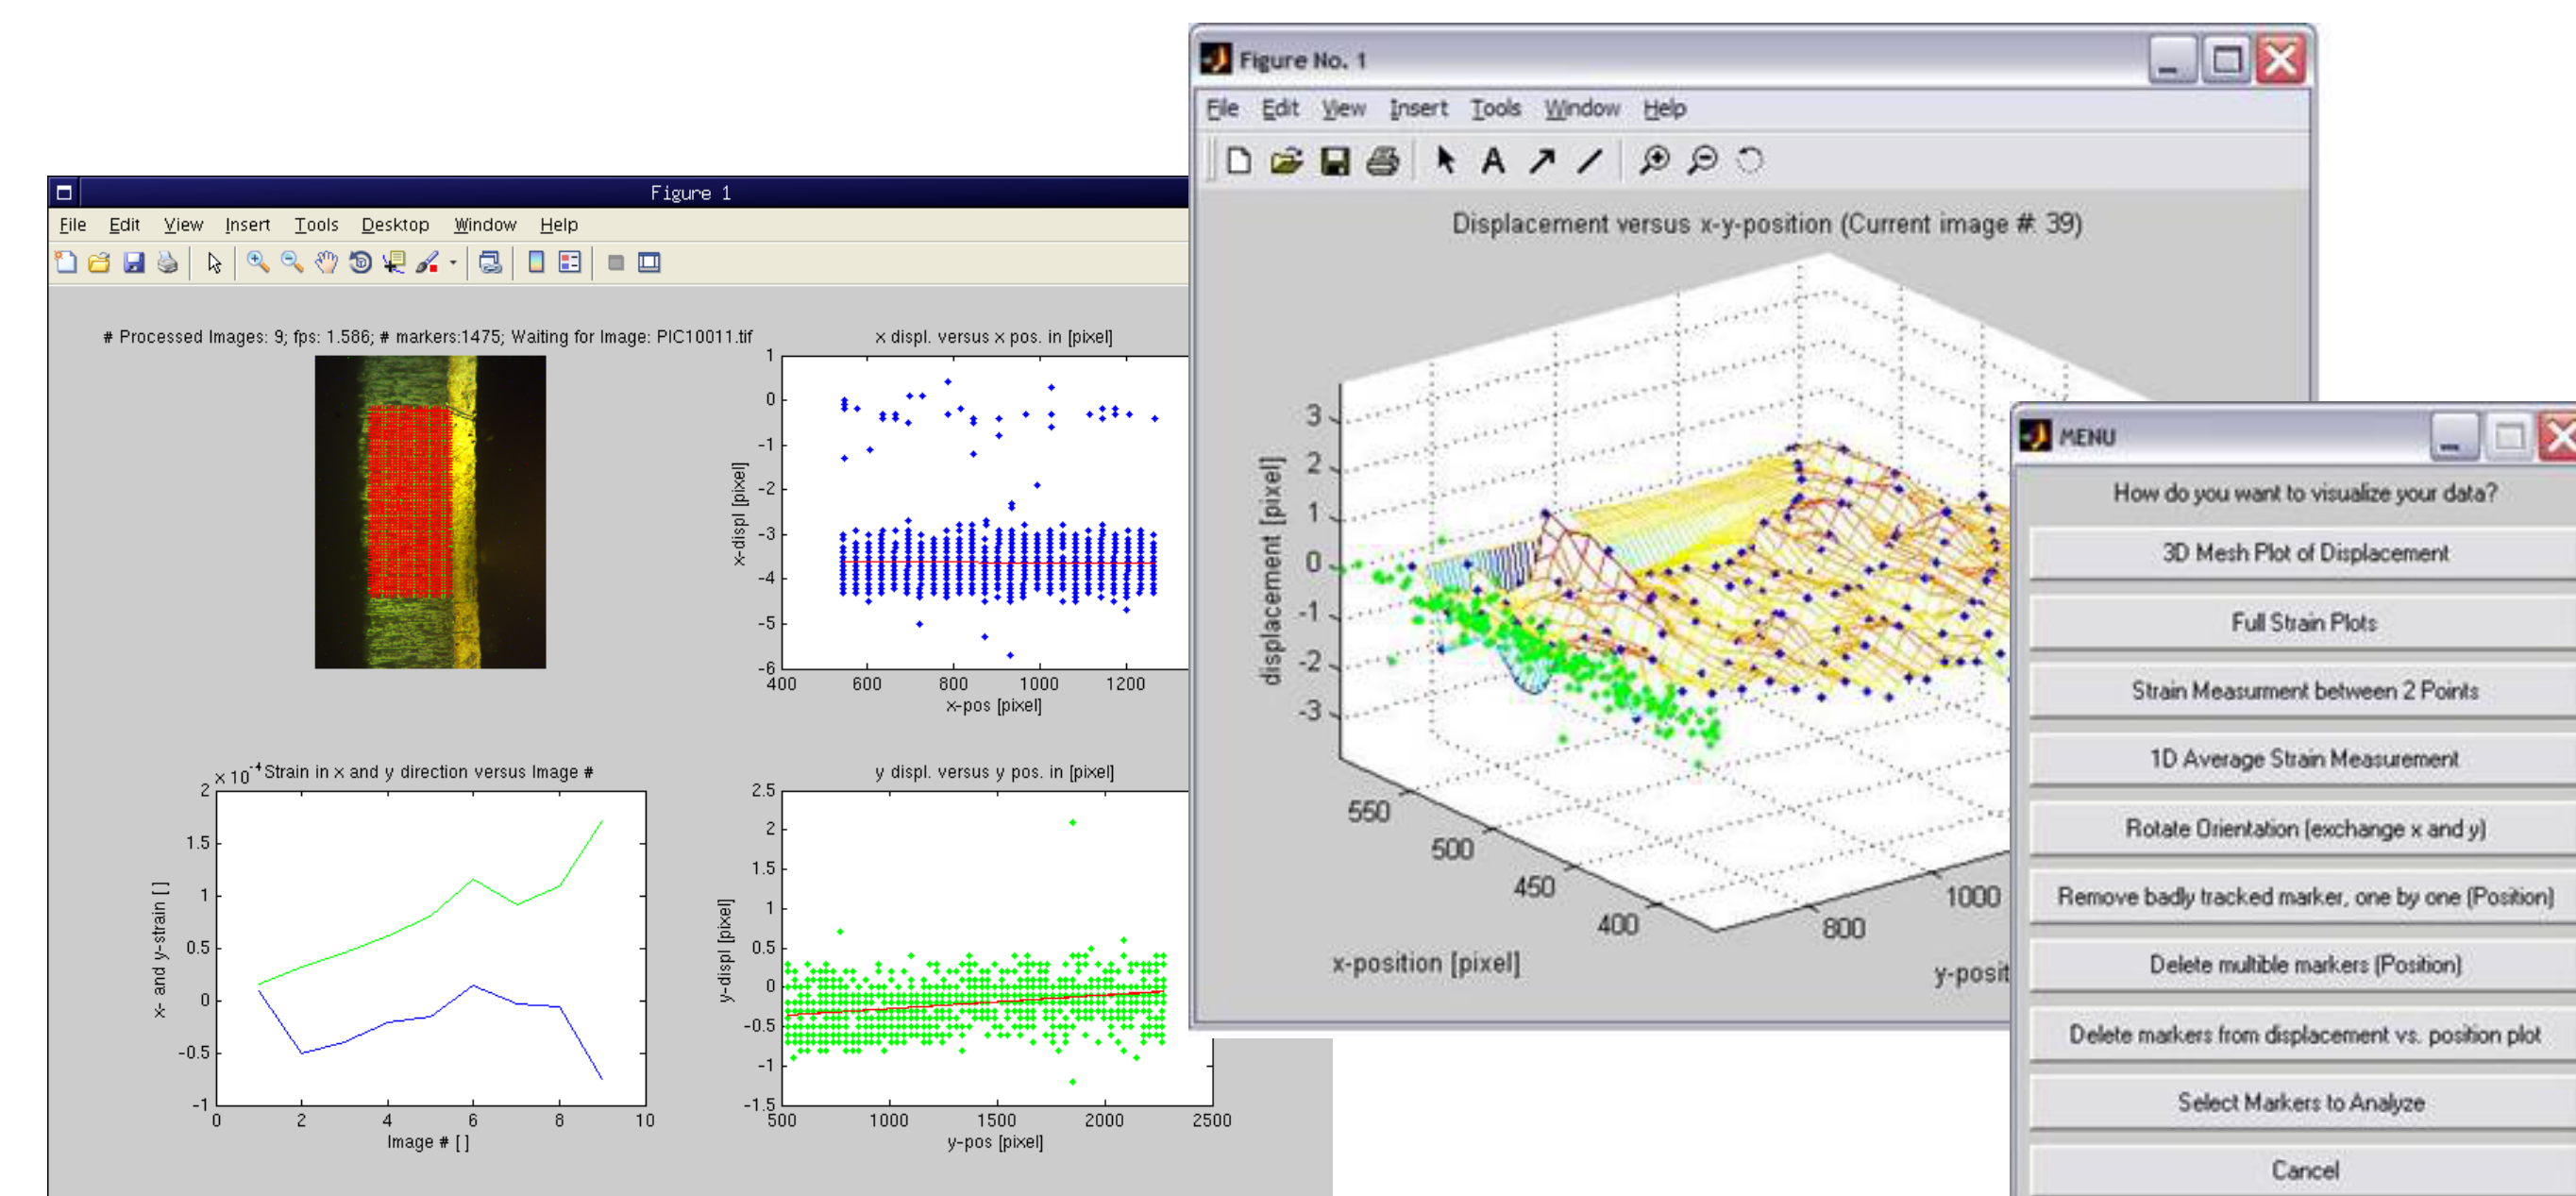 Figure 1
File Edit View Insert Tools Desktop Window Help
# Processed Images: 9; fps: 1.586; # markers:1475; Waiting for Image: PIC10011.tif
x displ. versus x pos. in [pixel]
1
0
-1
-2
-3
-4
-5
-6
x-displ [pixel]
400 600 800 1000 1200
x-pos [pixel]
× 10-4 Strain in x and y direction versus Image #
2
1.5
1
0.5
0
-0.5
-1
x- and y-strain [ ]
0 2 4 6 8 10
Image # [ ]
y displ. versus y pos. in [pixel]
2.5
2
1.5
1
0.5
0
-0.5
-1
-1.5
y-displ [pixel]
500 1000 1500 2000 2500
y-pos [pixel]
Figure No. 1
File Edit View Insert Tools Window Help
A
Displacement versus x-y-position (Current image #: 39)
3
2
1
0
-1
-2
-3
displacement [pixel]
550
500
450
400
x-position [pixel]
800
1000
y-posit
MENU
How do you want to visualize your data?
3D Mesh Plot of Displacement
Full Strain Plots
Strain Measurment between 2 Points
1D Average Strain Measurement
Rotate Orientation (exchange x and y)
Remove badly tracked marker, one by one (Position)
Delete multible markers (Position)
Delete markers from displacement vs. position plot
Select Markers to Analyze
Cancel